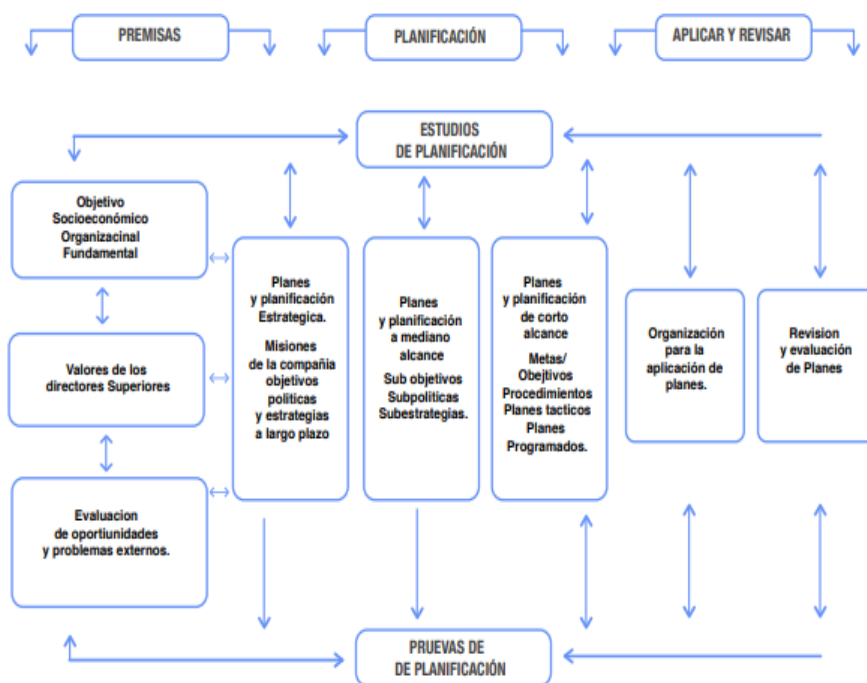 PREMISAS
PLANIFICACIÓN
APLICAR Y REVISAR
ESTUDIOS
DE PLANIFICACIÓN
Objetivo
Socioeconómico
Organizacinal
Fundamental
Valores de los
directores Superiores
Evaluacion
de oportiunidades
y problemas externos.
Planes
y planificación
Estrategica.
Misiones
de la compañia
objetivos
politicas
y estrategias
a largo plazo
Planes
y planificación
a mediano
alcance
Sub objetivos
Subpoliticas
Subestrategias.
Planes
y planificación
de corto
alcance
Metas/
Obejtivos
Procedimientos
Planes tacticos
Planes
Programados.
Organización
para la
aplicación de
planes.
Revision
y evaluación
de Planes
PRUEVAS DE
DE PLANIFICACIÓN